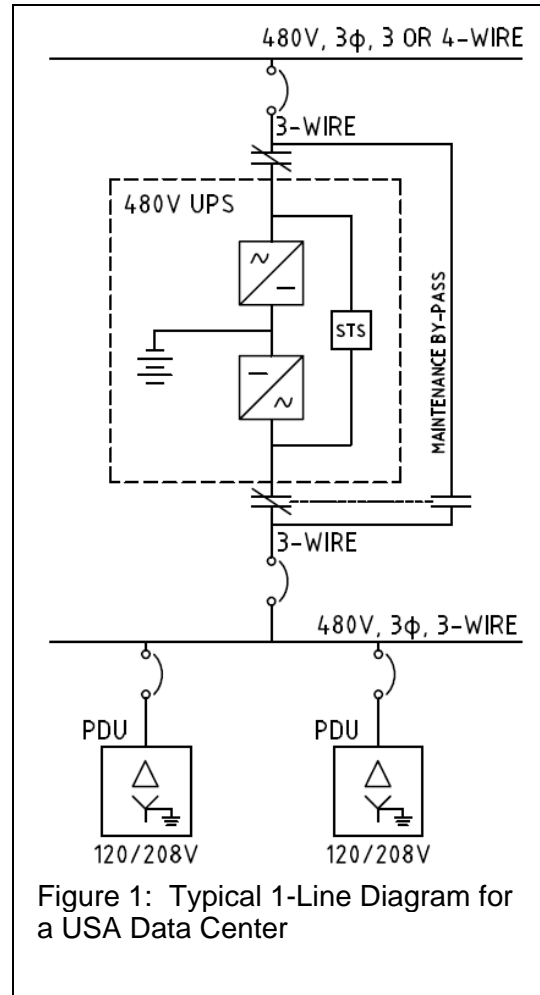 480V, 3ϕ, 3 OR 4-WIRE
3-WIRE
480V UPS
STS
MAINTENANCE BY-PASS
3-WIRE
480V, 3ϕ, 3-WIRE
PDU
PDU
120/208V
120/208V
Figure 1: Typical 1-Line Diagram for
a USA Data Center